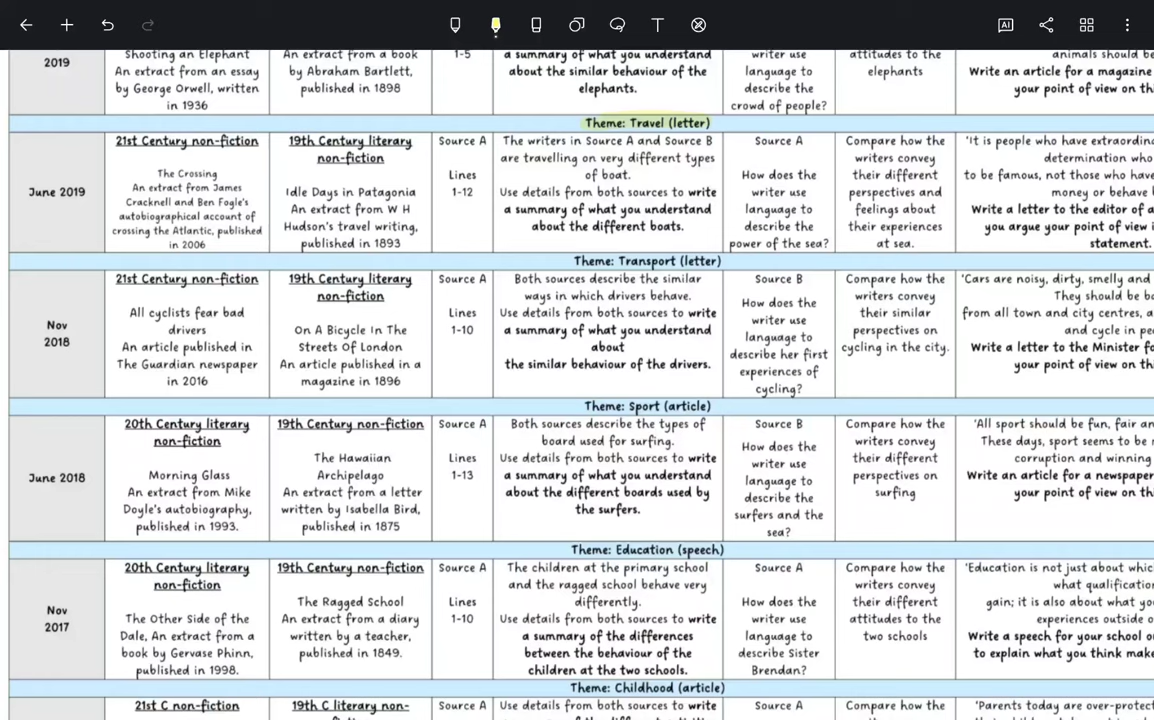 AI
2019
Shooting an Elephant
An extract from an essay
by George Orwell, written
in 1936
An extract from a book
by Abraham Bartlett,
published in 1898
1-5
a summary of what you understand
about the similar behaviour of the
elephants.
writer use
language to
describe the
crowd of people?
attitudes to the
elephants
animals should be
Write an article for a magazine
your point of view on thi
Theme: Travel (letter)
June 2019
21st Century non-fiction
The Crossing
An extract from James
Cracknell and Ben Fogle's
autobiographical account of
crossing the Atlantic, published
in 2006
19th Century literary
non-fiction
Idle Days in Patagonia
An extract from W H
Hudson's travel writing,
published in 1893
Source A
Lines
1-12
The writers in Source A and Source B
are travelling on very different types
of boat.
Use details from both sources to write
a summary of what you understand
about the different boats.
Source A
How does the
writer use
language to
describe the
power of the sea?
Compare how the
writers convey
their different
perspectives and
feelings about
their experiences
at sea.
'It is people who have extraordin
determination who
to be famous, not those who have
money or behave b
Write a letter to the editor of a
you argue your point of view i
statement.
Theme: Transport (letter)
Nov
2018
21st Century non-fiction
All cyclists fear bad
drivers
An article published in
The Guardian newspaper
in 2016
19th Century literary
non-fiction
On A Bicycle In The
Streets Of London
An article published in a
magazine in 1896
Source A
Lines
1-10
Both sources describe the similar
ways in which drivers behave.
Use details from both sources to write
a summary of what you understand
about
the similar behaviour of the drivers.
Source B
How does the
writer use
language to
describe her first
experiences of
cycling?
Compare how the
writers convey
their similar
perspectives on
cycling in the city.
'Cars are noisy, dirty, smelly and
They should be ba
from all town and city centres, a
and cycle in pe
Write a letter to the Minister fo
your point of view on thi
Theme: Sport (article)
June 2018
20th Century literary
non-fiction
Morning Glass
An extract from Mike
Doyle's autobiography,
published in 1993.
19th Century non-fiction
The Hawaiian
Archipelago
An extract from a letter
written by Isabella Bird,
published in 1875
Source A
Lines
1-13
Both sources describe the types of
board used for surfing.
Use details from both sources to write
a summary of what you understand
about the different boards used by
the surfers.
Source B
How does the
writer use
language to
describe the
surfers and the
sea?
Compare how the
writers convey
their different
perspectives on
surfing
'All sport should be fun, fair an
These days, sport seems to be
corruption and winning
Write an article for a newspaper
your point of view on thi
Theme: Education (speech)
Nov
2017
20th Century literary
non-fiction
The Other Side of the
Dale, An extract from a
book by Gervase Phinn,
published in 1998.
19th Century non-fiction
The Ragged School
An extract from a diary
written by a teacher,
published in 1849.
Source A
Lines
1-10
The children at the primary school
and the ragged school behave very
differently.
Use details from both sources to write
a summary of the differences
between the behaviour of the
children at the two schools.
Source A
How does the
writer use
language to
describe Sister
Brendan?
Compare how the
writers convey
their different
attitudes to the
two schools
'Education is not just about whic
what qualification
gain; it is also about what you
experiences outside o
Write a speech for your school o
to explain what you think make
Theme: Childhood (article)
21st C non-fiction
19th C literary non-
Source A
Use details from both sources to write
Source A
Compare how the
'Parents today are over-protect